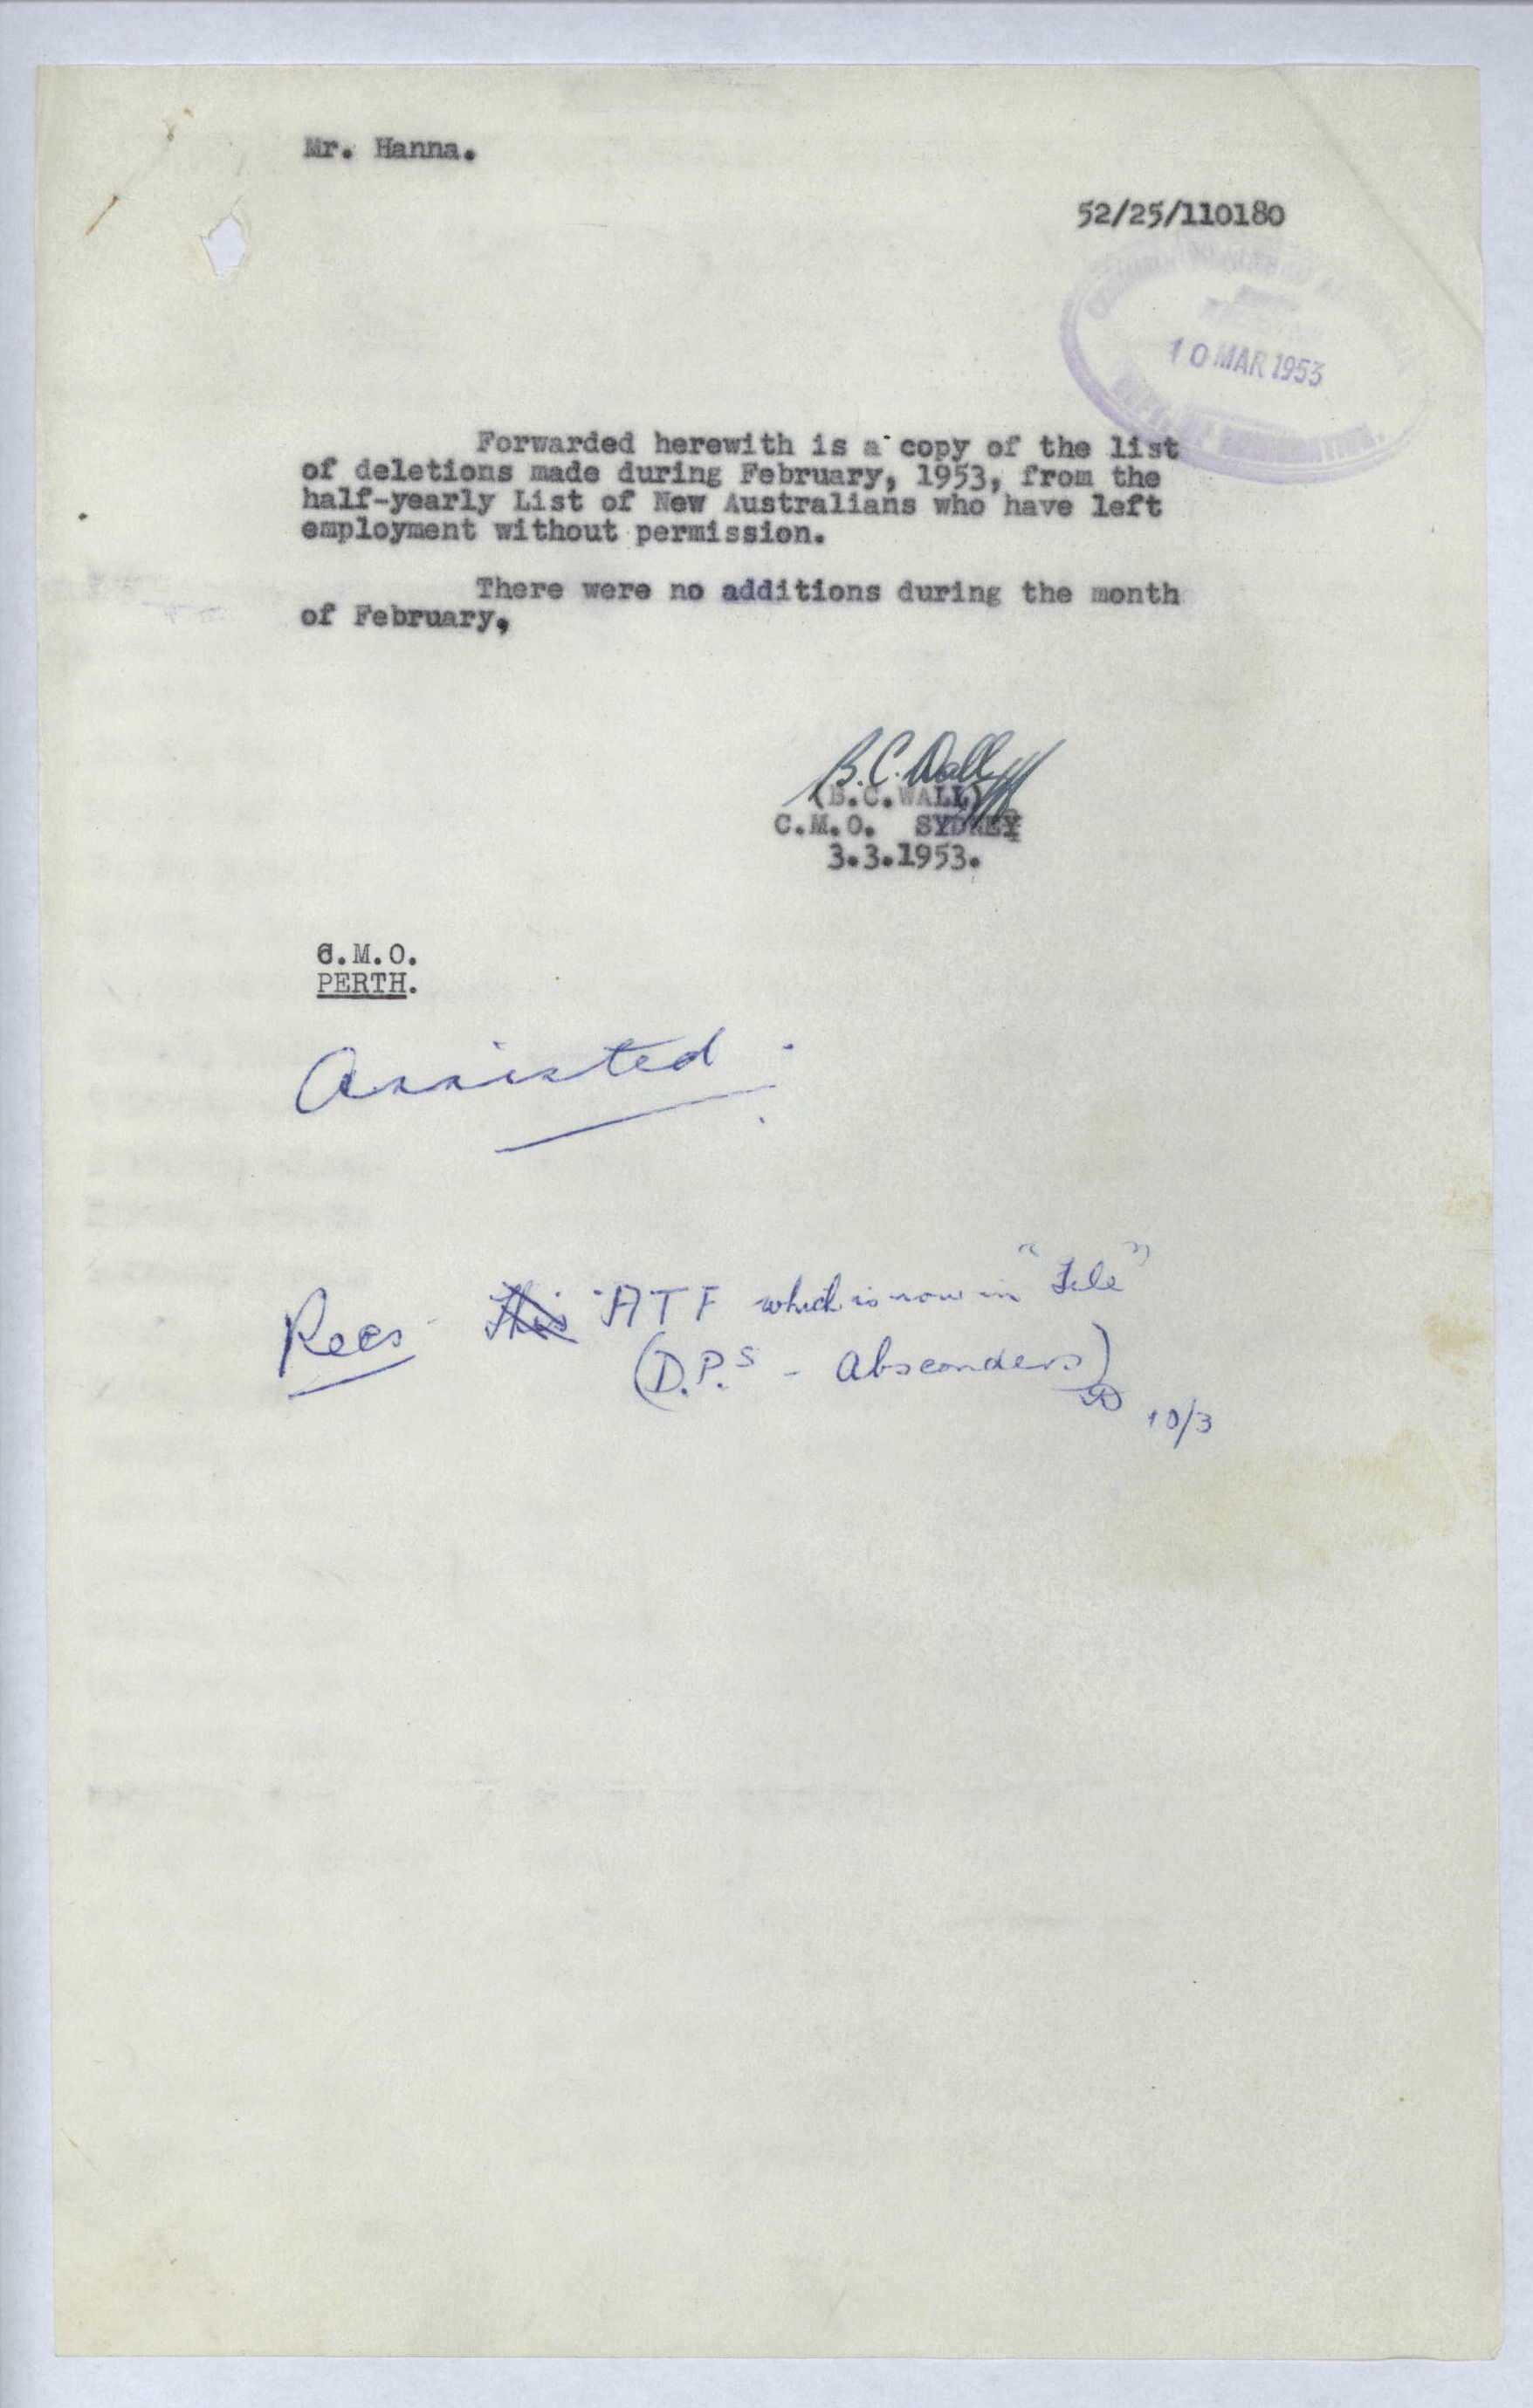 Mr. Hanna.
52/25/110180
10 MAR 1953
Forwarded herewith is a copy of the list
of deletions made during February, 1953, from the
half-yearly List of New Australians who have left
employment without permission.
There were no additions during the month
of February,
B.C. Wall
(B.C.WALL)
C.M.O. SYDNEY
3.3.1953.
C.M.O.
PERTH.
Assisted.
Recs This ATF which is now in "File"
(D.P.s - Absconders)
10/3